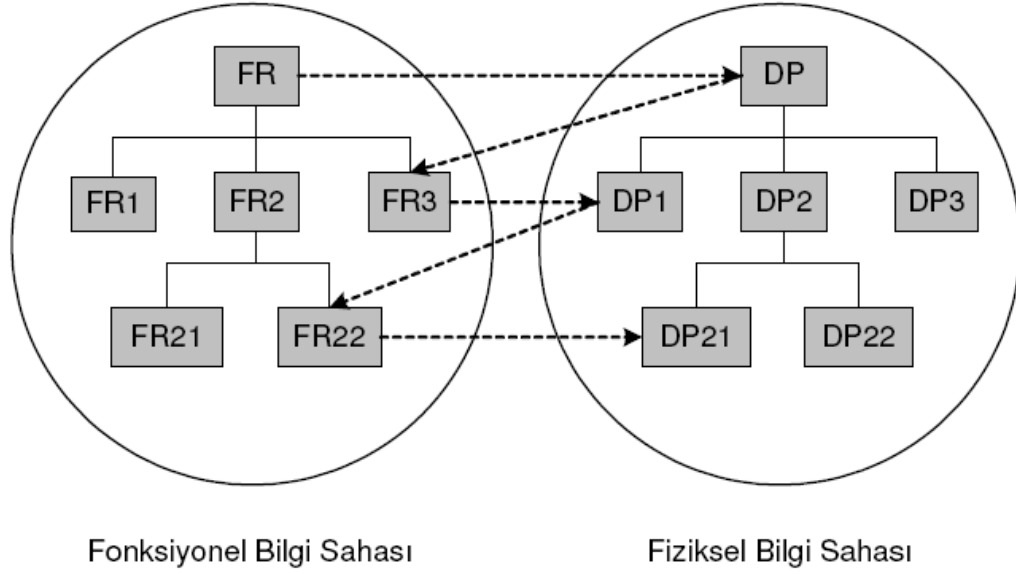 FR
DP
FR1
FR2
FR3
DP1
DP2
DP3
FR21
FR22
DP21
DP22
Fonksiyonel Bilgi Sahası
Fiziksel Bilgi Sahası